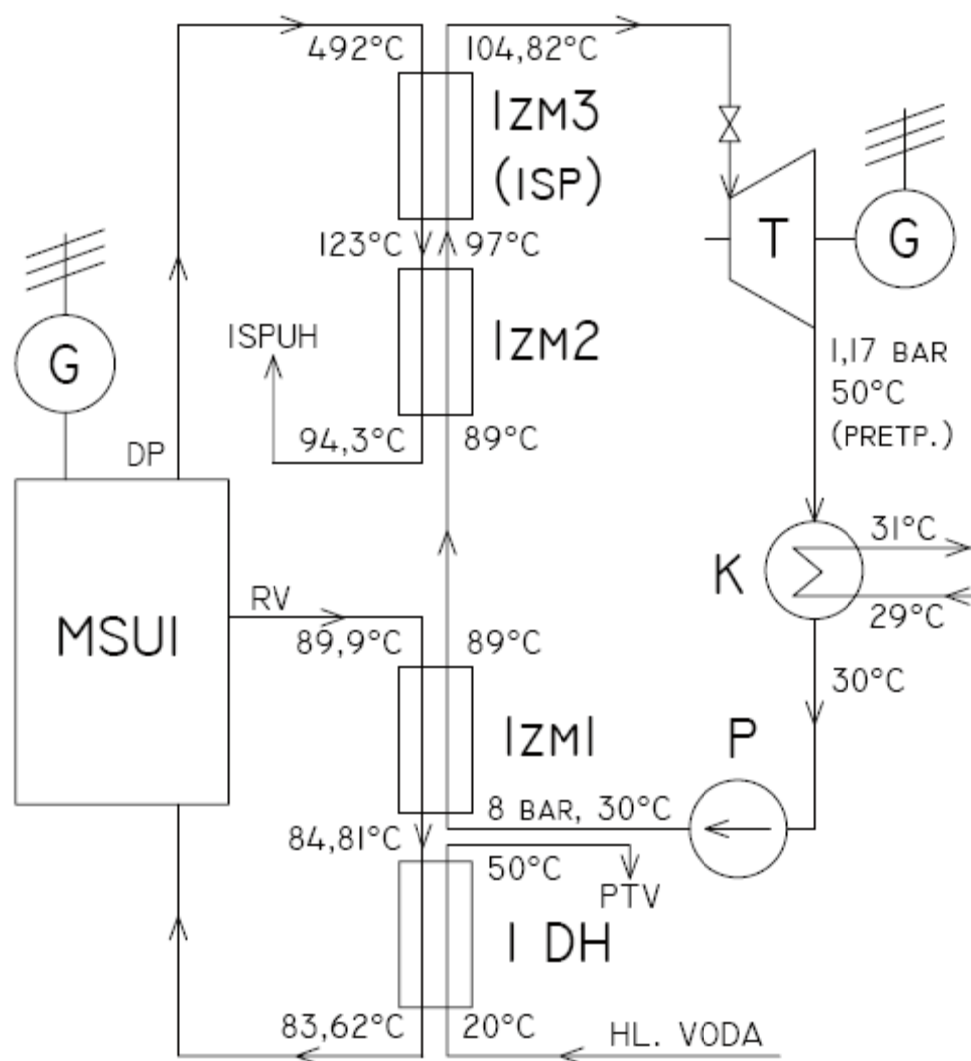 492°C
104,82°C
IZM3
(ISP)
T
G
123°C
97°C
G
ISPUH
IZM2
1,17 BAR
50°C
(PRETP.)
94,3°C
89°C
DP
31°C
K
29°C
RV
MSUI
89,9°C
89°C
30°C
IZM1
P
8 BAR, 30°C
84,81°C
50°C
PTV
I DH
83,62°C
20°C
HL. VODA